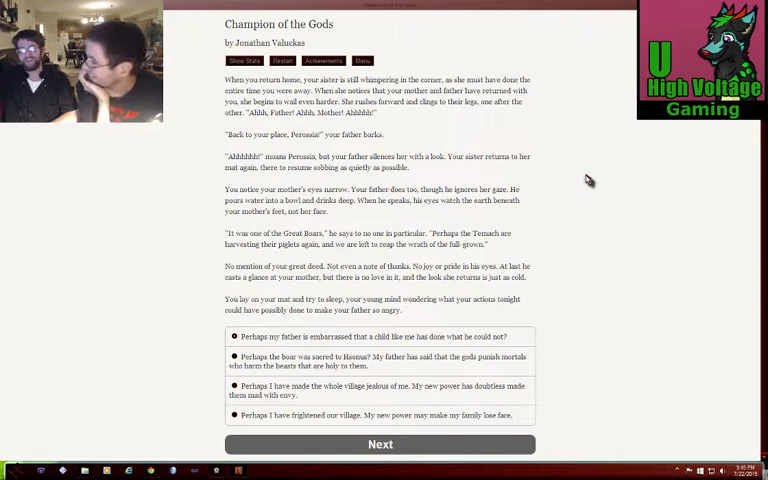 Champion of the Gods
by Jonathan Valuckas
Show Stats Restart Achievements Menu
When you return home, your sister is still whimpering in the corner, as she must have done the
entire time you were away. When she notices that your mother and father have returned with
you, she begins to wail even harder. She rushes forward and clings to their legs, one after the
other. "Ahhh, Father! Ahhh, Mother! Ahhhhh!"
"Back to your place, Perossia!" your father barks.
"Ahhhhhh!" moans Perossia, but your father silences her with a look. Your sister returns to her
mat again, there to resume sobbing as quietly as possible.
You notice your mother's eyes narrow. Your father does too, though he ignores her gaze. He
pours water into a bowl and drinks deep. When he speaks, his eyes watch the earth beneath
your mother's feet, not her face.
"It was one of the Great Boars," he says to no one in particular. "Perhaps the Temach are
harvesting their piglets again, and we are left to reap the wrath of the full-grown."
No mention of your great deed. Not even a note of thanks. No joy or pride in his eyes. At last he
casts a glance at your mother, but there is no love in it, and the look she returns is just as cold.
You lay on your mat and try to sleep, your young mind wondering what your actions tonight
could have possibly done to make your father so angry.
Perhaps my father is embarrassed that a child like me has done what he could not?
Perhaps the boar was sacred to Hsonus? My father has said that the gods punish mortals
who harm the beasts that are holy to them.
Perhaps I have made the whole village jealous of me. My new power has doubtless made
them mad with envy.
Perhaps I have frightened our village. My new power may make my family lose face.
Next
U
High Voltage
Gaming
9:45 PM
7/22/2015